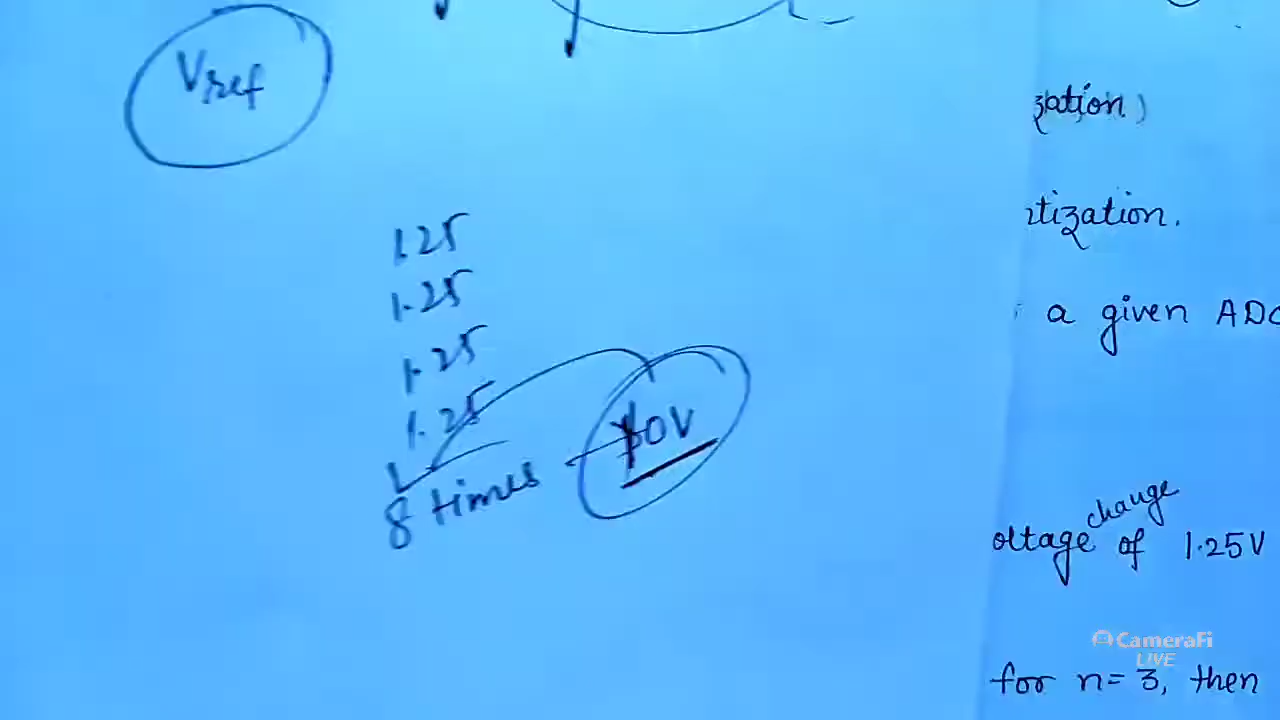 Vref
1.25
1.25
1.25
1.25
8 times
10V
zation)
tization.
a given ADC
oltage change of 1.25V
for n=3, then
CameraFi
LIVE